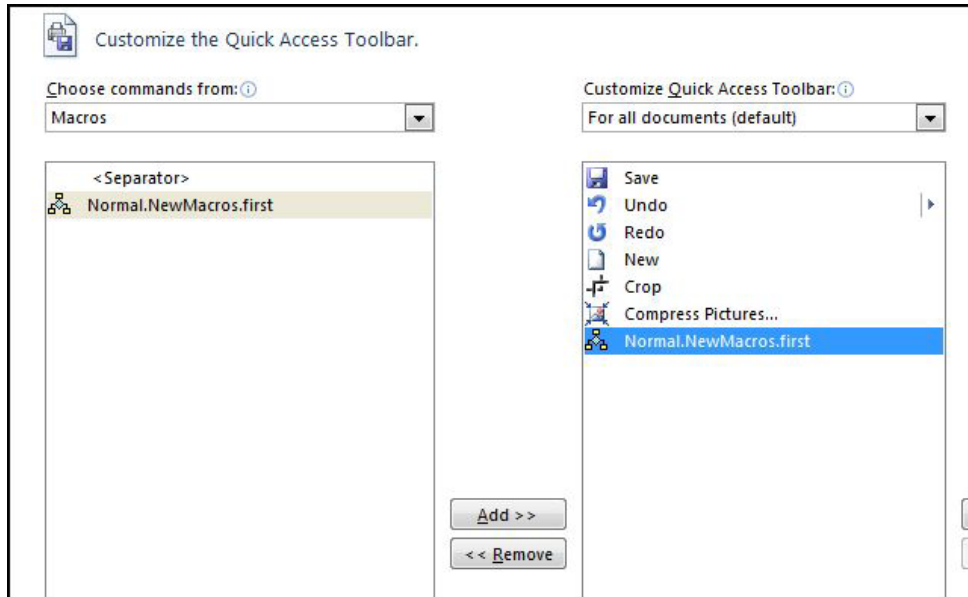 Customize the Quick Access Toolbar.
Choose commands from:
Macros
<Separator>
Normal.NewMacros.first
Add >>
<< Remove
Customize Quick Access Toolbar:
For all documents (default)
Save
Undo
Redo
New
Crop
Compress Pictures...
Normal.NewMacros.first